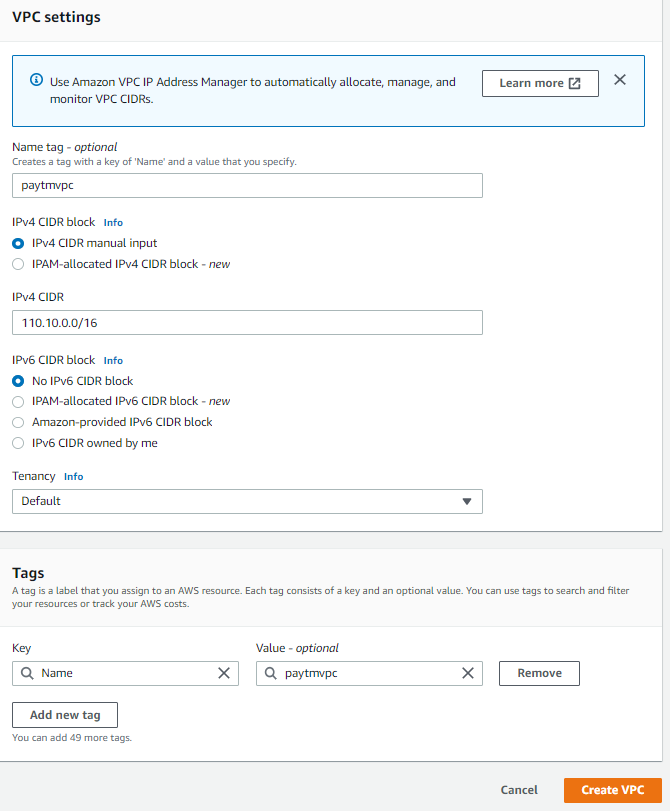 VPC settings
Use Amazon VPC IP Address Manager to automatically allocate, manage, and
monitor VPC CIDRs.
Learn more
Name tag - optional
Creates a tag with a key of 'Name' and a value that you specify.
paytmvpc
IPv4 CIDR block Info
IPv4 CIDR manual input
IPAM-allocated IPv4 CIDR block - new
IPv4 CIDR
110.10.0.0/16
IPv6 CIDR block Info
No IPv6 CIDR block
IPAM-allocated IPv6 CIDR block - new
Amazon-provided IPv6 CIDR block
IPv6 CIDR owned by me
Tenancy Info
Default
Tags
A tag is a label that you assign to an AWS resource. Each tag consists of a key and an optional value. You can use tags to search and filter
your resources or track your AWS costs.
Key Value - optional
Name paytmvpc Remove
Add new tag
You can add 49 more tags.
Cancel Create VPC